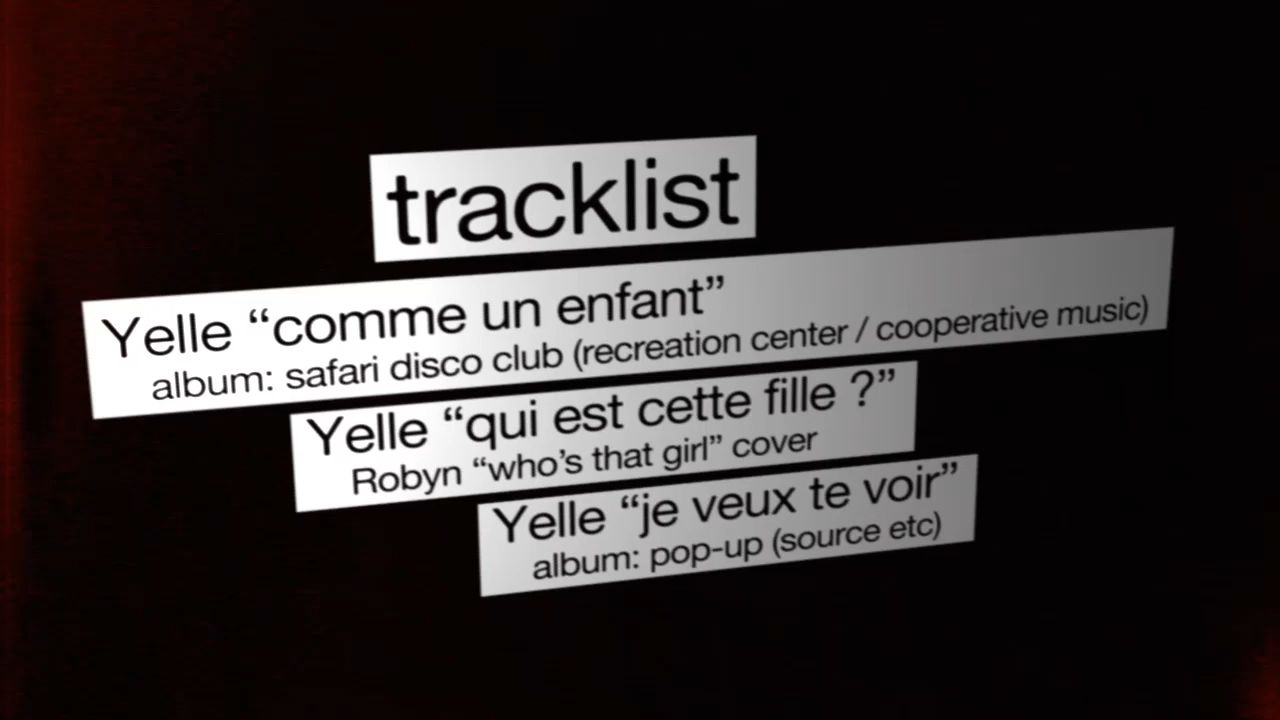 tracklist
Yelle “comme un enfant”
album: safari disco club (recreation center / cooperative music)
Yelle “qui est cette fille ?”
Robyn “who’s that girl” cover
Yelle “je veux te voir”
album: pop-up (source etc)